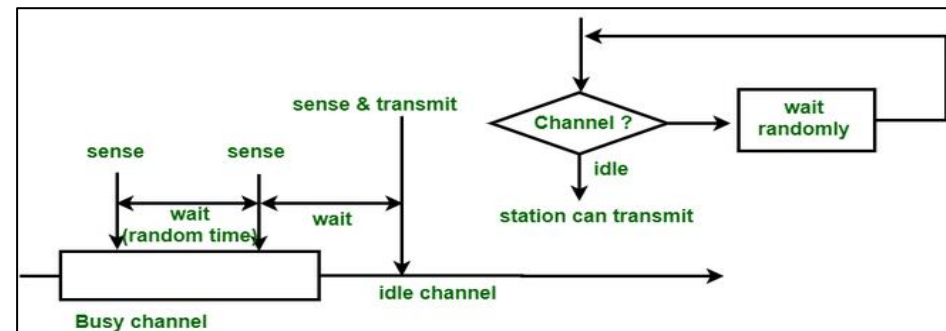 sense & transmit
sense
sense
wait
(random time)
wait
idle channel
Busy channel
Channel ?
wait
randomly
idle
station can transmit